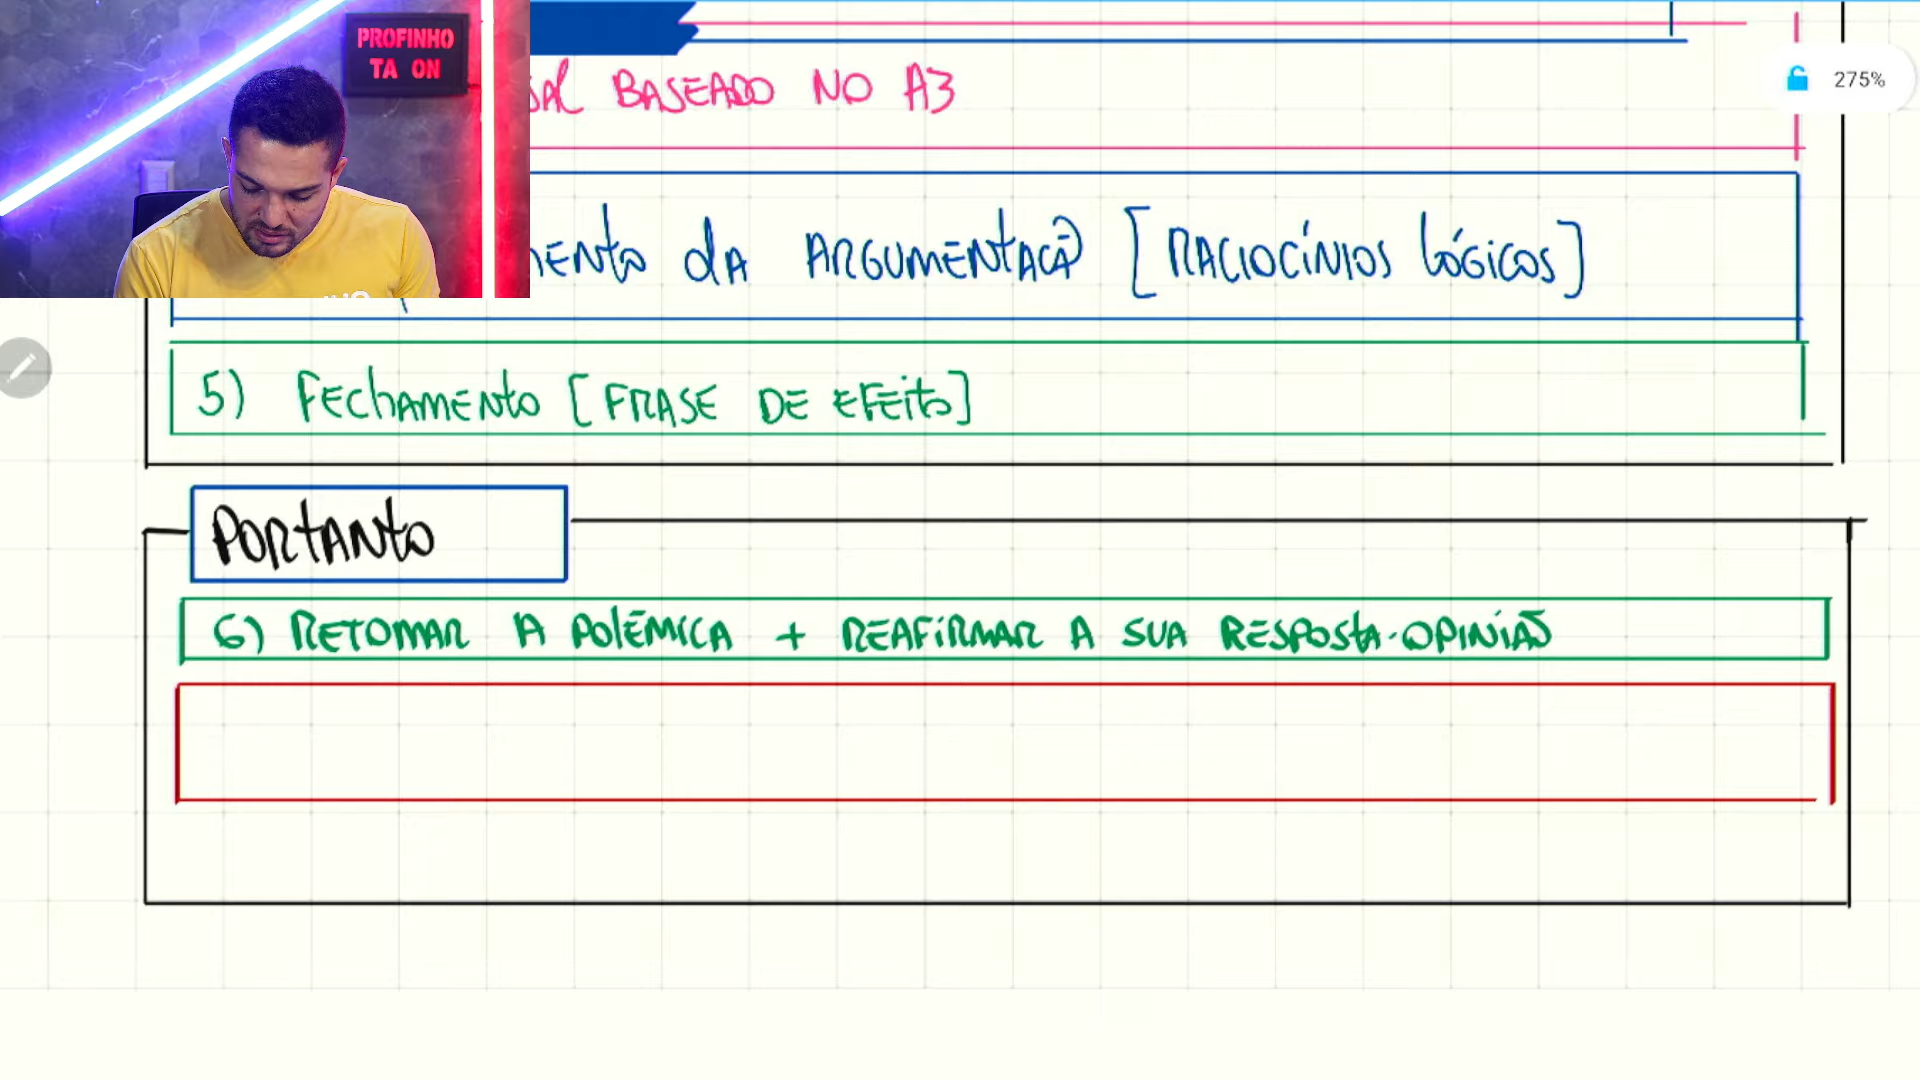 PROFINHO
TA ON
275%
BASEADO NO A3
DA ARGUMENTAÇÃO [RACIOCÍNIOS LÓGICOS]
5) FECHAMENTO [FRASE DE EFEITO]
PORTANTO
6) RETOMAR A POLÊMICA + REAFIRMAR A SUA RESPOSTA-OPINIÃO